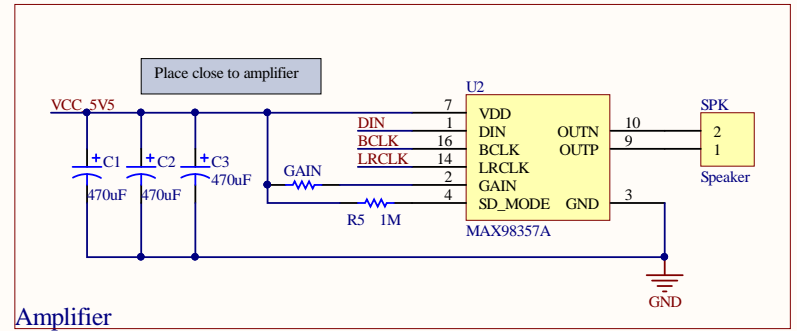 Place close to amplifier
VCC_5V5
U2
SPK
7 VDD
DIN 1 DIN OUTN 10 2
BCLK 16 BCLK OUTP 9 1
LRCLK 14 LRCLK
Speaker
+ C1 + C2 + C3
470uF 470uF 470uF
GAIN 2 GAIN
4 SD_MODE GND 3
R5 1M
MAX98357A
GND
Amplifier